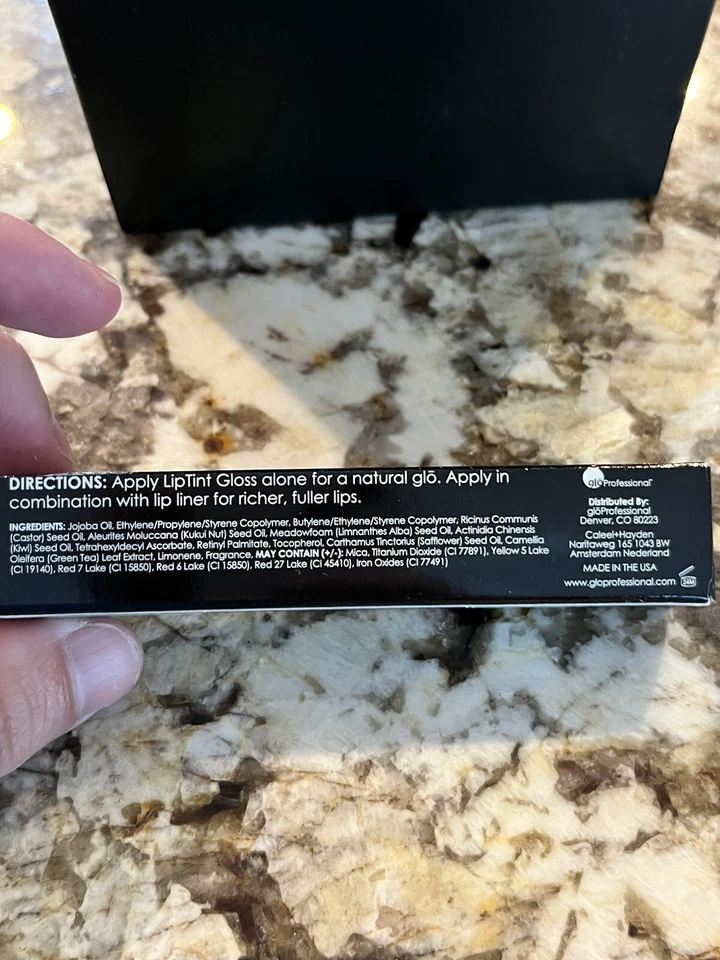 DIRECTIONS: Apply LipTint Gloss alone for a natural glō. Apply in
combination with lip liner for richer, fuller lips.
INGREDIENTS: Jojoba Oil, Ethylene/Propylene/Styrene Copolymer, Butylene/Ethylene/Styrene Copolymer, Ricinus Communis
(Castor) Seed Oil, Aleurites Moluccana (Kukui Nut) Seed Oil, Meadowfoam (Limnanthes Alba) Seed Oil, Actinidia Chinensis
(Kiwi) Seed Oil, Tetrahexyldecyl Ascorbate, Retinyl Palmitate, Tocopherol, Carthamus Tinctorius (Safflower) Seed Oil, Camellia
Oleifera (Green Tea) Leaf Extract, Limonene, Fragrance, MAY CONTAIN (+/-): Mica, Titanium Dioxide (CI 77891), Yellow 5 Lake
(CI 19140), Red 7 Lake (CI 15850), Red 6 Lake (CI 15850), Red 27 Lake (CI 45410), Iron Oxides (CI 77491)
glō Professional™
Distributed By:
glōProfessional
Denver, CO 80223
Caleel+Hayden
Naritaweg 165 1043 BW
Amsterdam Nederland
MADE IN THE USA
www.gloprofessional.com
24M